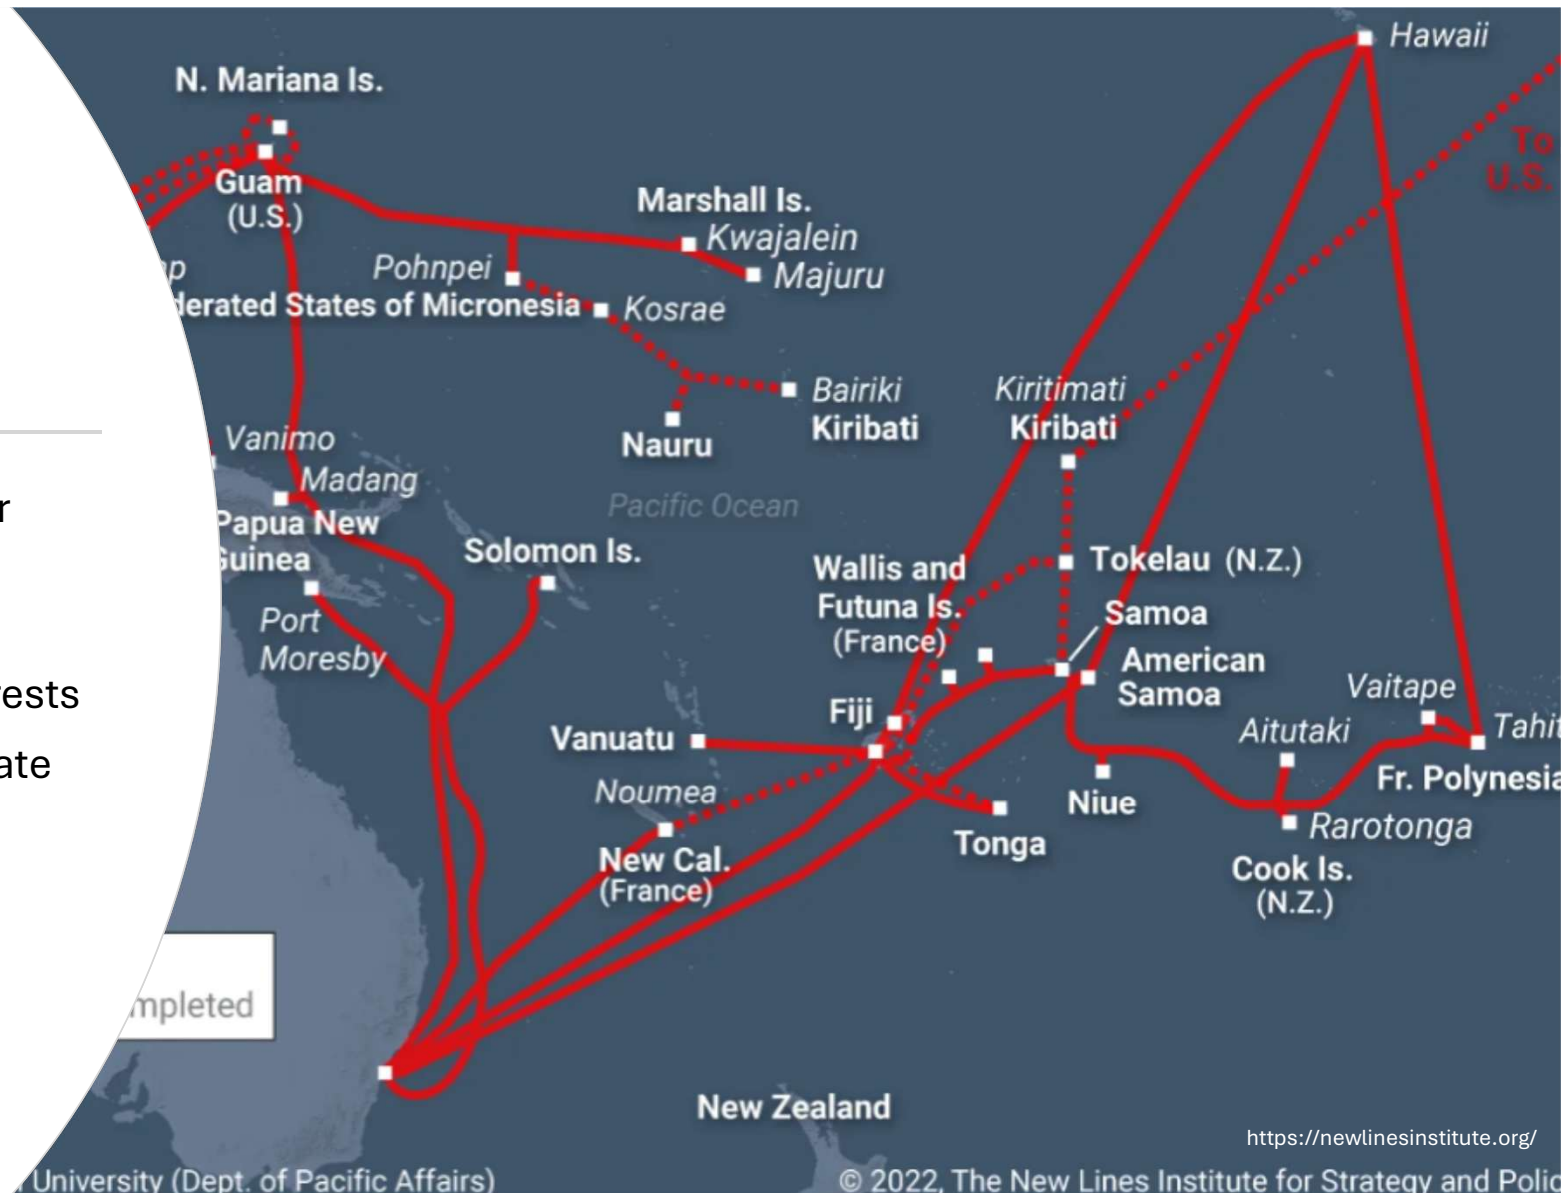 Hawaii
N. Mariana Is.
To
U.S.
Guam
(U.S.)
Marshall Is.
Kwajalein
Majuru
Pohnpei
derated States of Micronesia
Kosrae
Bairiki
Kiribati
Kiritimati
Kiribati
Nauru
Vanimo
Madang
Pacific Ocean
Papua New
Guinea
Solomon Is.
Wallis and
Futuna Is.
(France)
Tokelau (N.Z.)
Samoa
American
Samoa
Port
Moresby
rests
ate
Fiji
Vanuatu
Vaitape
Aitutaki
Tahit
Fr. Polynesia
Noumea
New Cal.
(France)
Tonga
Niue
Rarotonga
Cook Is.
(N.Z.)
mpleted
New Zealand
https://newlinesinstitute.org/
University (Dept. of Pacific Affairs)
© 2022, The New Lines Institute for Strategy and Polic